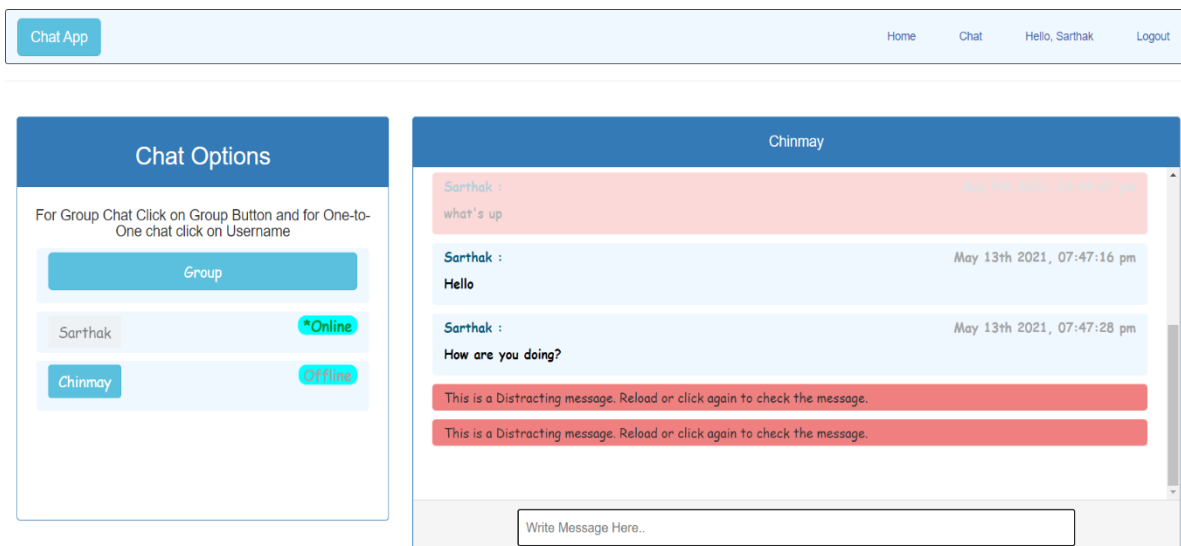 Chat App
Home Chat Hello, Sarthak Logout
Chat Options
For Group Chat Click on Group Button and for One-to-
One chat click on Username
Group
Sarthak *Online
Chinmay Offline
Chinmay
Sarthak :
what's up
Sarthak : May 13th 2021, 07:47:16 pm
Hello
Sarthak : May 13th 2021, 07:47:28 pm
How are you doing?
This is a Distracting message. Reload or click again to check the message.
This is a Distracting message. Reload or click again to check the message.
Write Message Here..